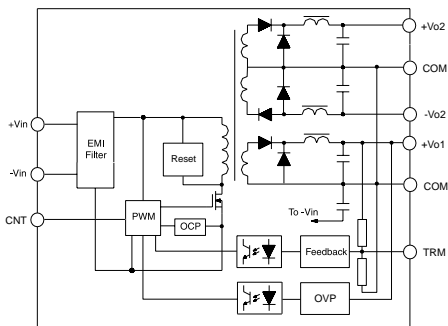 +Vo2
COM
-Vo2
+Vo1
+Vin
EMI
Filter
Reset
-Vin
COM
To -Vin
CNT
PWM
OCP
Feedback
TRM
OVP